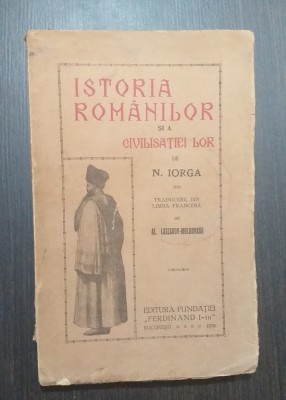 ISTORIA
ROMÂNILOR
ȘI A
CIVILISAȚIEI LOR
DE
N. IORGA
TRADUCERE DIN
LIMBA FRANCEZĂ
DE
AL. LASCAROV-MOLDOVANU
EDITURA FUNDAȚIEI
„FERDINAND I-iu"
BUCUREȘTI